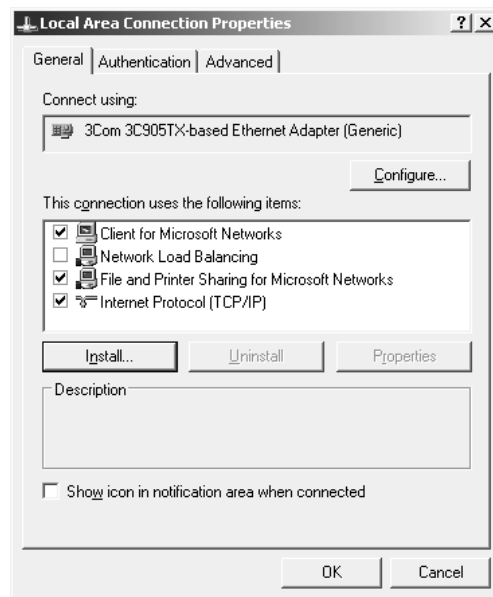 Local Area Connection Properties
General Authentication Advanced
Connect using:
3Com 3C905TX-based Ethernet Adapter (Generic)
Configure...
This connection uses the following items:
Client for Microsoft Networks
Network Load Balancing
File and Printer Sharing for Microsoft Networks
Internet Protocol (TCP/IP)
Install... Uninstall Properties
Description
Show icon in notification area when connected
OK Cancel